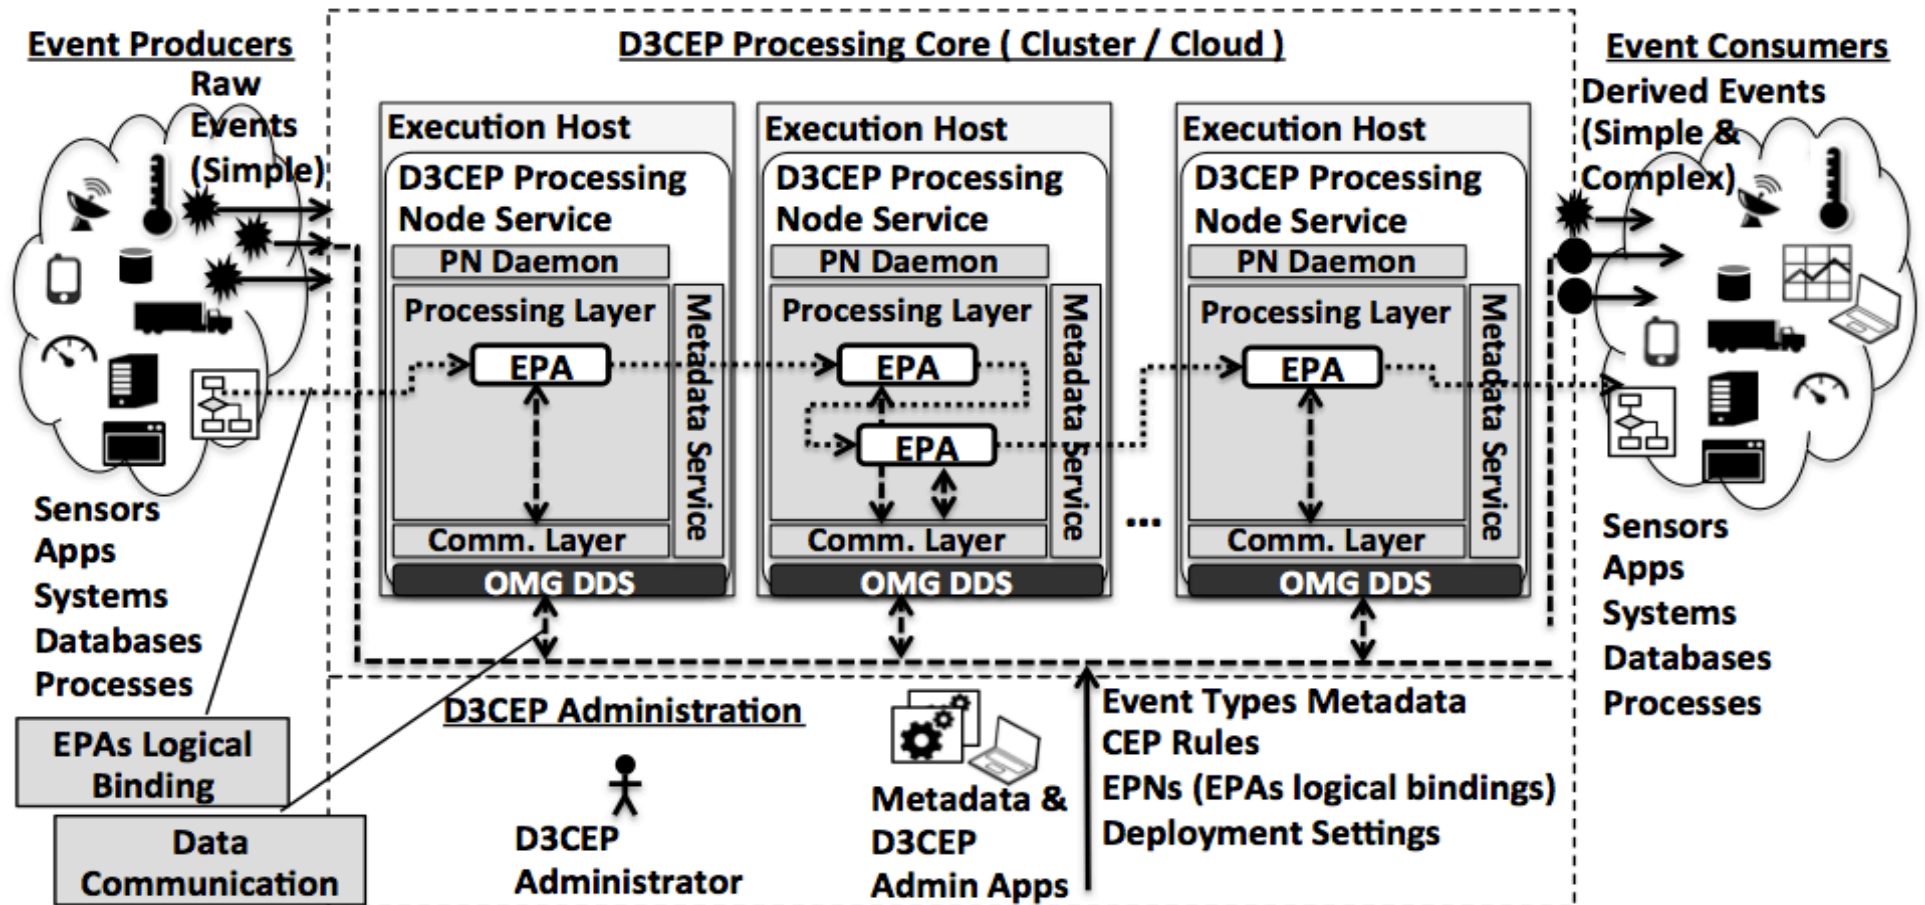 Event Producers
Raw
Events
(Simple)
Sensors
Apps
Systems
Databases
Processes
EPAs Logical
Binding
Data
Communication
D3CEP Processing Core ( Cluster / Cloud )
Execution Host
D3CEP Processing
Node Service
PN Daemon
Processing Layer
EPA
Metadata Service
Comm. Layer
OMG DDS
Execution Host
D3CEP Processing
Node Service
PN Daemon
Processing Layer
EPA
EPA
Metadata Service
Comm. Layer
OMG DDS
...
Execution Host
D3CEP Processing
Node Service
PN Daemon
Processing Layer
EPA
Metadata Service
Comm. Layer
OMG DDS
Event Consumers
Derived Events
(Simple &
Complex)
Sensors
Apps
Systems
Databases
Processes
D3CEP Administration
D3CEP
Administrator
Metadata &
D3CEP
Admin Apps
Event Types Metadata
CEP Rules
EPNs (EPAs logical bindings)
Deployment Settings